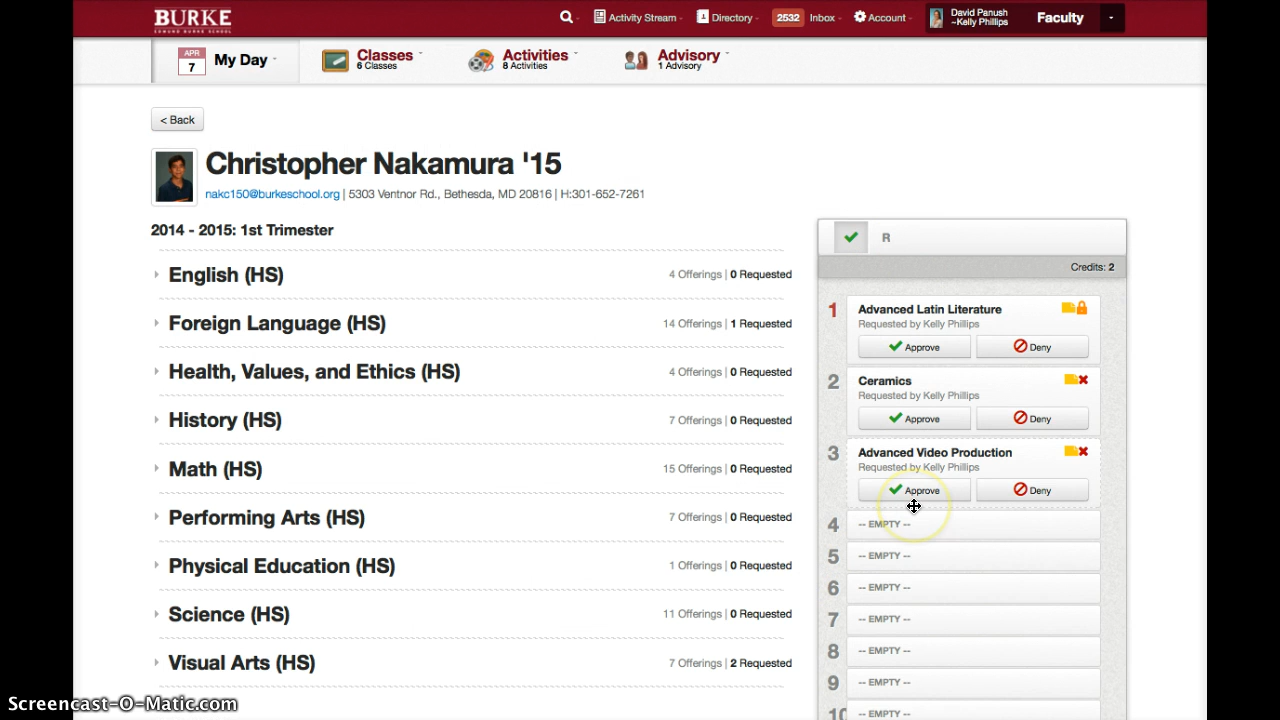 BURKE
EDMUND BURKE SCHOOL
Activity Stream
Directory
2532 Inbox
Account
David Panush
~Kelly Phillips
Faculty
APR
7
My Day
Classes
6 Classes
Activities
8 Activities
Advisory
1 Advisory
< Back
Christopher Nakamura '15
nakc150@burkeschool.org | 5303 Ventnor Rd., Bethesda, MD 20816 | H:301-652-7261
2014 - 2015: 1st Trimester
English (HS) 4 Offerings | 0 Requested
Foreign Language (HS) 14 Offerings | 1 Requested
Health, Values, and Ethics (HS) 4 Offerings | 0 Requested
History (HS) 7 Offerings | 0 Requested
Math (HS) 15 Offerings | 0 Requested
Performing Arts (HS) 7 Offerings | 0 Requested
Physical Education (HS) 1 Offerings | 0 Requested
Science (HS) 11 Offerings | 0 Requested
Visual Arts (HS) 7 Offerings | 2 Requested
R
Credits: 2
1 Advanced Latin Literature
Requested by Kelly Phillips
Approve Deny
2 Ceramics
Requested by Kelly Phillips
Approve Deny
3 Advanced Video Production
Requested by Kelly Phillips
Approve Deny
4 -- EMPTY --
5 -- EMPTY --
6 -- EMPTY --
7 -- EMPTY --
8 -- EMPTY --
9 -- EMPTY --
10 -- EMPTY --
Screencast-O-Matic.com